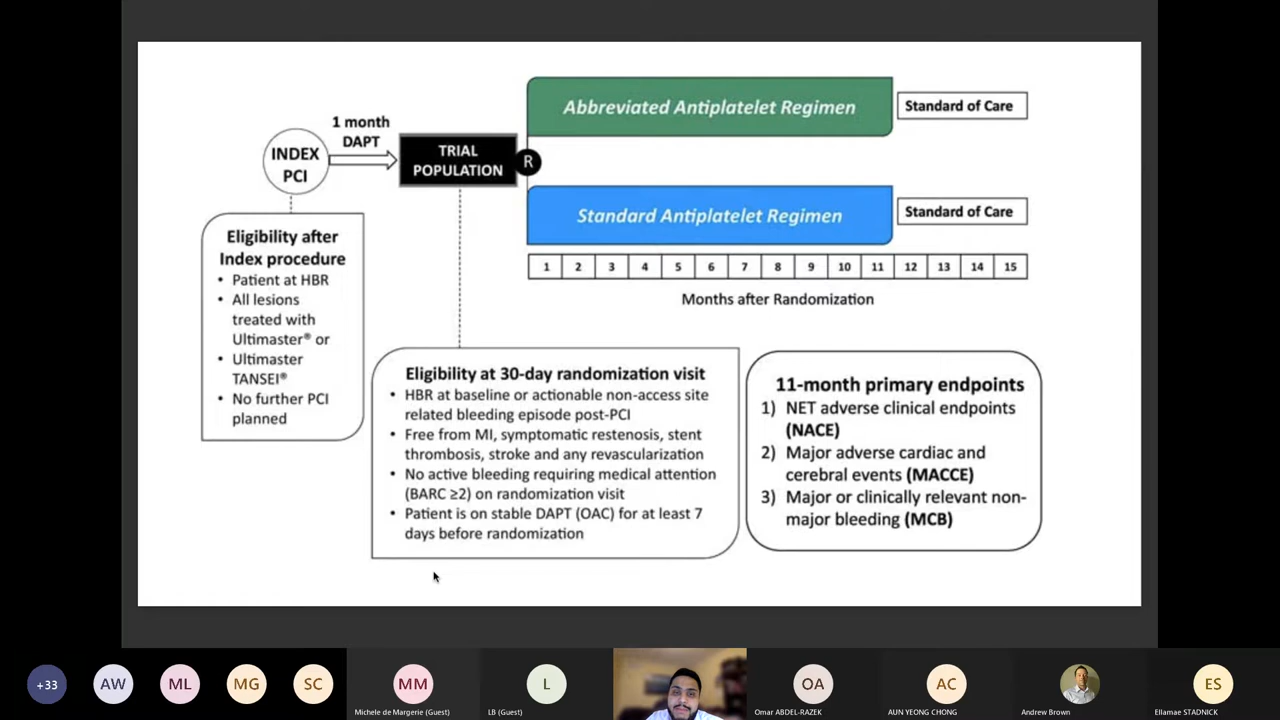 Abbreviated Antiplatelet Regimen
Standard of Care
1 month
DAPT
INDEX
PCI
TRIAL
POPULATION
R
Standard Antiplatelet Regimen
Standard of Care
1 2 3 4 5 6 7 8 9 10 11 12 13 14 15
Months after Randomization
Eligibility after
Index procedure
• Patient at HBR
• All lesions
treated with
Ultimaster® or
• Ultimaster
TANSEI®
• No further PCI
planned
Eligibility at 30-day randomization visit
• HBR at baseline or actionable non-access site
related bleeding episode post-PCI
• Free from MI, symptomatic restenosis, stent
thrombosis, stroke and any revascularization
• No active bleeding requiring medical attention
(BARC ≥2) on randomization visit
• Patient is on stable DAPT (OAC) for at least 7
days before randomization
11-month primary endpoints
1) NET adverse clinical endpoints
(NACE)
2) Major adverse cardiac and
cerebral events (MACCE)
3) Major or clinically relevant non-
major bleeding (MCB)
+33
AW
ML
MG
SC
MM
Michele de Margerie (Guest)
L
LB (Guest)
OA
Omar ABDEL-RAZEK
AC
AUN YEONG CHONG
Andrew Brown
ES
Ellamae STADNICK